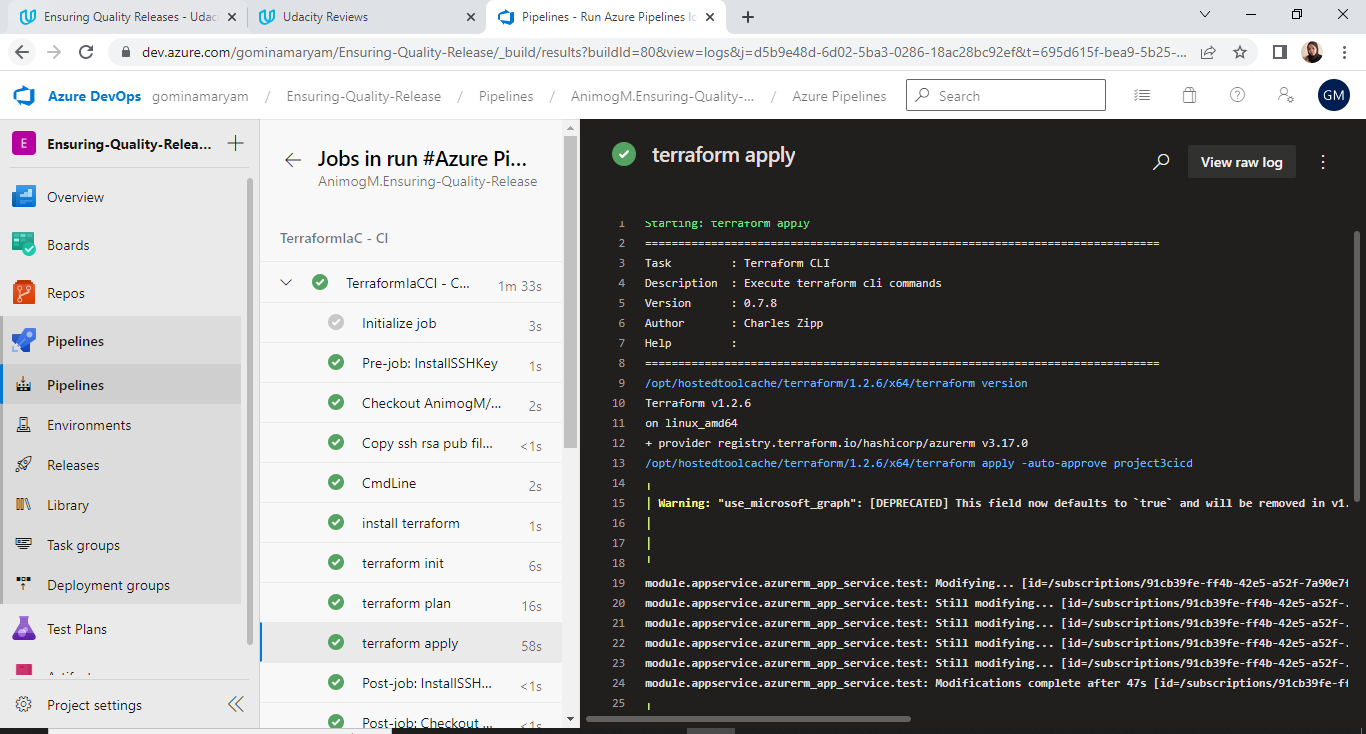 Ensuring Quality Releases - Udac
Udacity Reviews
Pipelines - Run Azure Pipelines Ic
dev.azure.com/gominamaryam/Ensuring-Quality-Release/_build/results?buildId=80&view=logs&j=d5b9e48d-6d02-5ba3-0286-18ac28bc92ef&t=695d615f-bea9-5b25-...
Azure DevOps gominamaryam / Ensuring-Quality-Release / Pipelines / AnimogM.Ensuring-Quality-... / Azure Pipelines
Search
GM
E Ensuring-Quality-Relea...
Overview
Boards
Repos
Pipelines
Pipelines
Environments
Releases
Library
Task groups
Deployment groups
Test Plans
Project settings
Jobs in run #Azure Pi...
AnimogM.Ensuring-Quality-Release
TerraformIaC - CI
TerraformIaCCI - C... 1m 33s
Initialize job 3s
Pre-job: InstallSSHKey 1s
Checkout AnimogM/... 2s
Copy ssh rsa pub fil... <1s
CmdLine 2s
install terraform 1s
terraform init 6s
terraform plan 16s
terraform apply 58s
Post-job: InstallSSH... <1s
Post-job: Checkout ... <1s
terraform apply
View raw log
1 Starting: terraform apply
2 ==============================================================================
3 Task         : Terraform CLI
4 Description  : Execute terraform cli commands
5 Version      : 0.7.8
6 Author       : Charles Zipp
7 Help         :
8 ==============================================================================
9 /opt/hostedtoolcache/terraform/1.2.6/x64/terraform version
10 Terraform v1.2.6
11 on linux_amd64
12 + provider registry.terraform.io/hashicorp/azurerm v3.17.0
13 /opt/hostedtoolcache/terraform/1.2.6/x64/terraform apply -auto-approve project3cicd
14
15 Warning: "use_microsoft_graph": [DEPRECATED] This field now defaults to `true` and will be removed in v1.
16
17
18
19 module.appservice.azurerm_app_service.test: Modifying... [id=/subscriptions/91cb39fe-ff4b-42e5-a52f-7a90e7f
20 module.appservice.azurerm_app_service.test: Still modifying... [id=/subscriptions/91cb39fe-ff4b-42e5-a52f-.
21 module.appservice.azurerm_app_service.test: Still modifying... [id=/subscriptions/91cb39fe-ff4b-42e5-a52f-.
22 module.appservice.azurerm_app_service.test: Still modifying... [id=/subscriptions/91cb39fe-ff4b-42e5-a52f-.
23 module.appservice.azurerm_app_service.test: Still modifying... [id=/subscriptions/91cb39fe-ff4b-42e5-a52f-.
24 module.appservice.azurerm_app_service.test: Modifications complete after 47s [id=/subscriptions/91cb39fe-ff
25